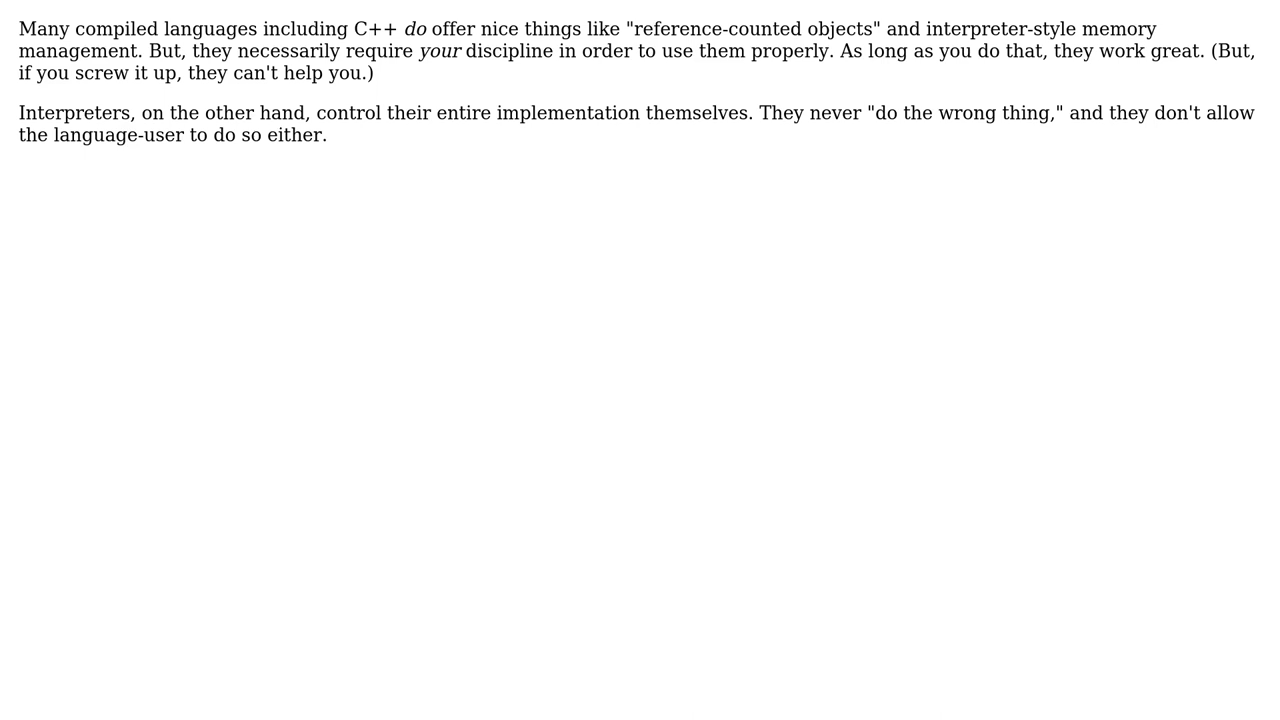 Many compiled languages including C++ do offer nice things like "reference-counted objects" and interpreter-style memory
management. But, they necessarily require your discipline in order to use them properly. As long as you do that, they work great. (But,
if you screw it up, they can't help you.)
Interpreters, on the other hand, control their entire implementation themselves. They never "do the wrong thing," and they don't allow
the language-user to do so either.